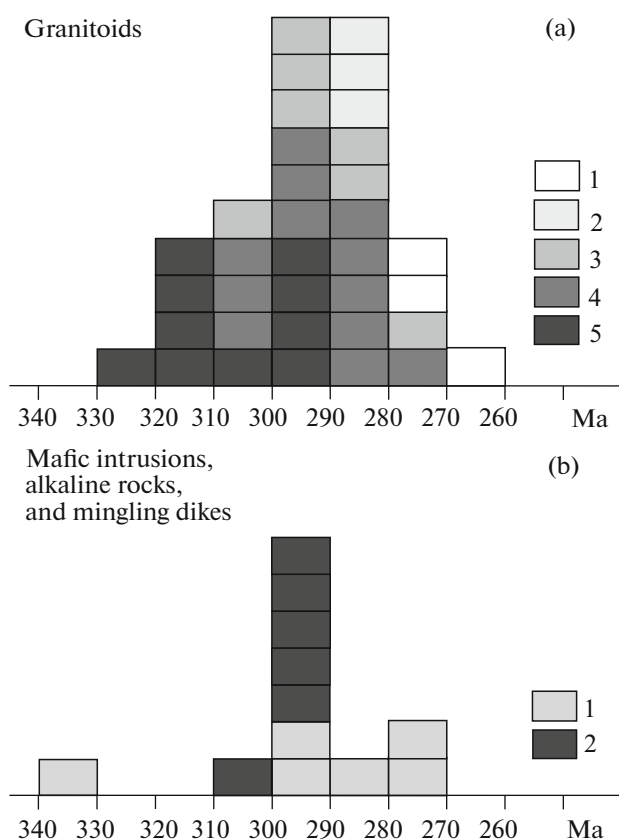 Granitoids
(a)
1
2
3
4
5
340 330 320 310 300 290 280 270 260 Ma
Mafic intrusions,
alkaline rocks,
and mingling dikes
(b)
1
2
340 330 320 310 300 290 280 270 260 Ma